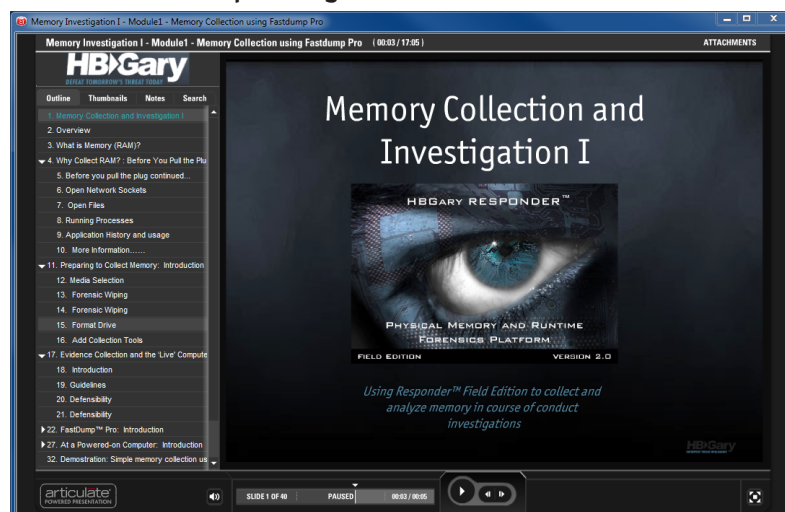 Memory Investigation I - Module1 - Memory Collection using Fastdump Pro
Memory Investigation I - Module1 - Memory Collection using Fastdump Pro ( 00:03 / 17:05 )
ATTACHMENTS
HBGary
DEFEAT TOMORROW'S THREAT TODAY
Outline Thumbnails Notes Search
1. Memory Collection and Investigation I
2. Overview
3. What is Memory (RAM)?
4. Why Collect RAM? : Before You Pull the Plu
5. Before you pull the plug continued...
6. Open Network Sockets
7. Open Files
8. Running Processes
9. Application History and usage
10. More Information......
11. Preparing to Collect Memory: Introduction
12. Media Selection
13. Forensic Wiping
14. Forensic Wiping
15. Format Drive
16. Add Collection Tools
17. Evidence Collection and the 'Live' Compute
18. Introduction
19. Guidelines
20. Defensibility
21. Defensibility
22. FastDump™ Pro: Introduction
27. At a Powered-on Computer: Introduction
32. Demostration: Simple memory collection us
Memory Collection and
Investigation I
HBGARY RESPONDER™
PHYSICAL MEMORY AND RUNTIME
FORENSICS PLATFORM
FIELD EDITION VERSION 2.0
Using Responder™ Field Edition to collect and
analyze memory in course of conduct
investigations
HBGary
articulate®
POWERED PRESENTATION
SLIDE 1 OF 40 PAUSED 00:03 / 00:05